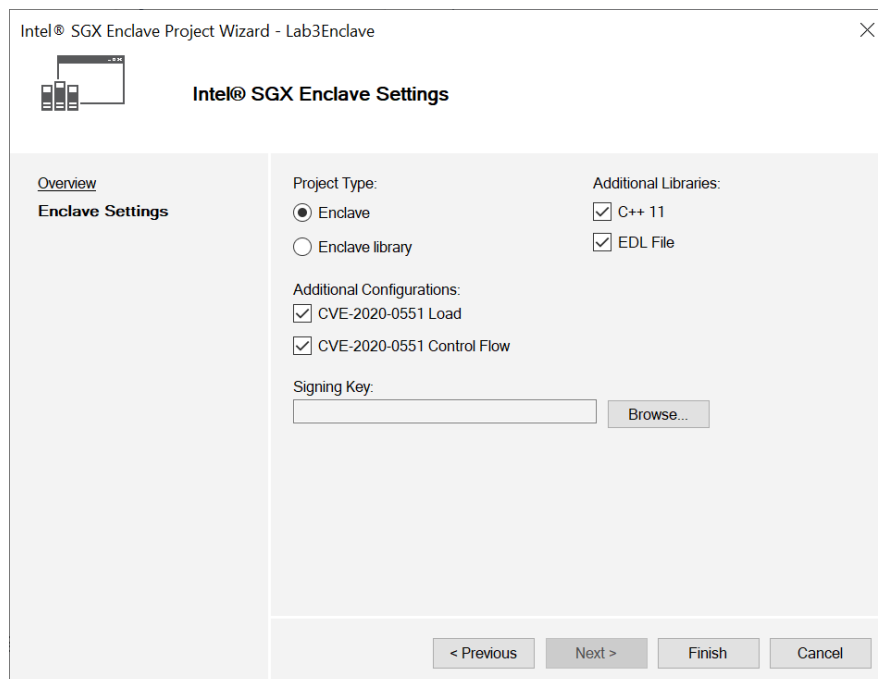 Intel® SGX Enclave Project Wizard - Lab3Enclave
Intel® SGX Enclave Settings
Overview
Enclave Settings
Project Type:
Enclave
Enclave library
Additional Libraries:
C++ 11
EDL File
Additional Configurations:
CVE-2020-0551 Load
CVE-2020-0551 Control Flow
Signing Key:
Browse...
< Previous
Next >
Finish
Cancel